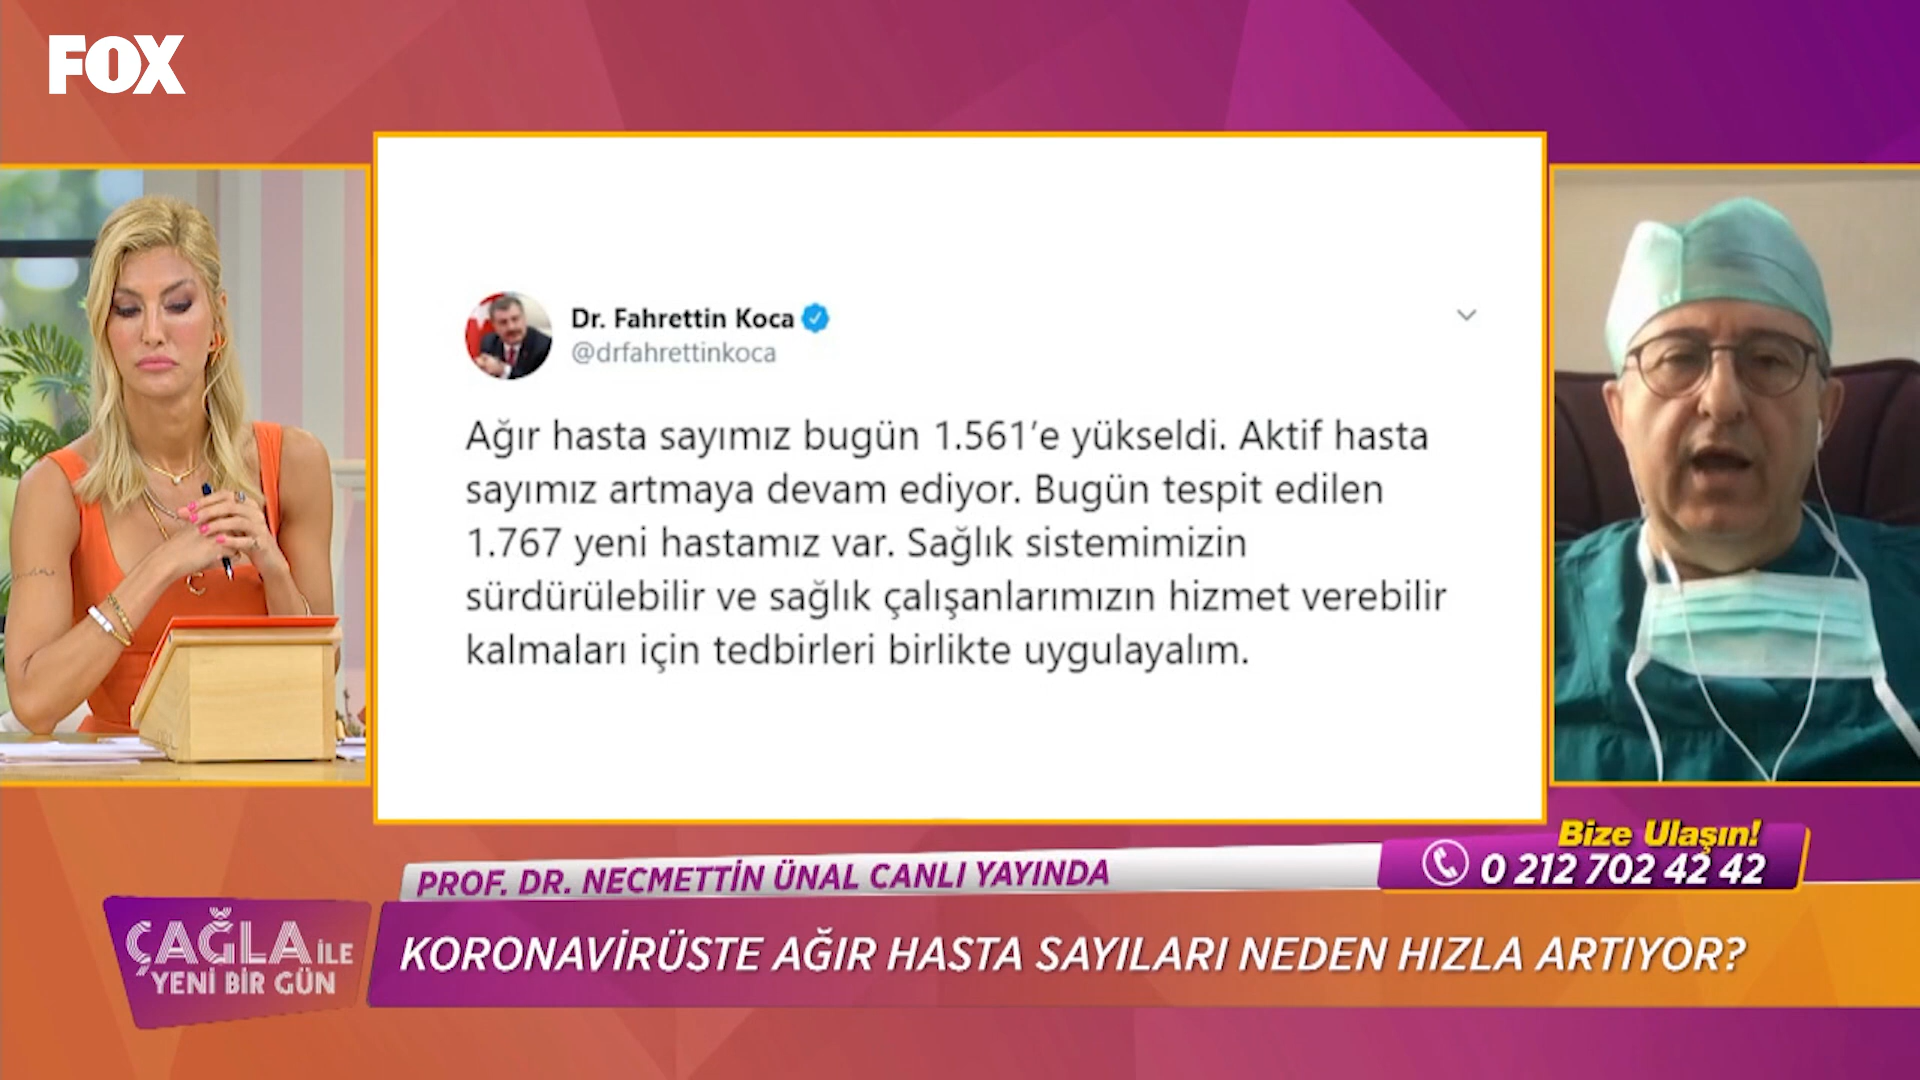 FOX
Dr. Fahrettin Koca
@drfahrettinkoca
Ağır hasta sayımız bugün 1.561'e yükseldi. Aktif hasta
sayımız artmaya devam ediyor. Bugün tespit edilen
1.767 yeni hastamız var. Sağlık sistemimizin
sürdürülebilir ve sağlık çalışanlarımızın hizmet verebilir
kalmaları için tedbirleri birlikte uygulayalım.
Bize Ulaşın!
0 212 702 42 42
PROF. DR. NECMETTİN ÜNAL CANLI YAYINDA
ÇAĞLA İLE
YENİ BİR GÜN
KORONAVİRÜSTE AĞIR HASTA SAYILARI NEDEN HIZLA ARTIYOR?